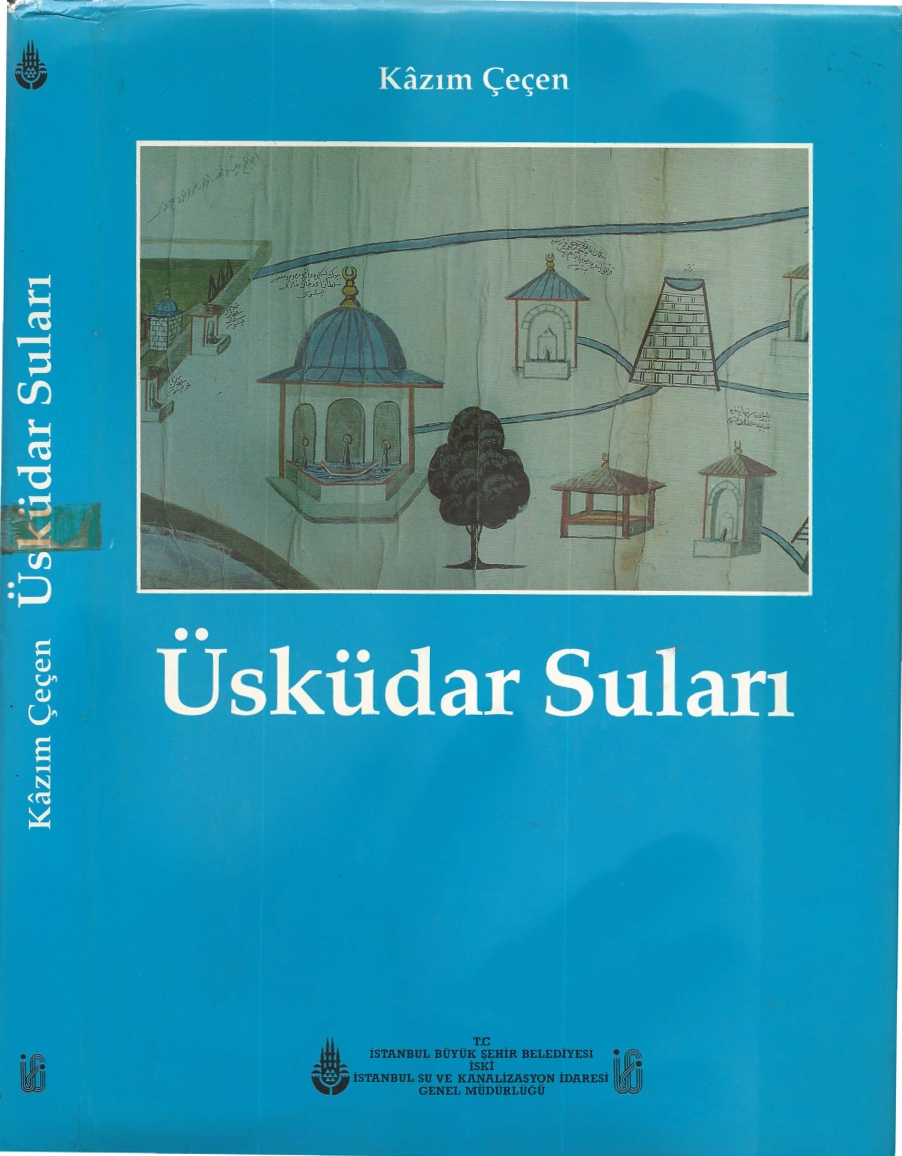 Kâzım Çeçen
Üsküdar Suları
T.C
İSTANBUL BÜYÜK ŞEHİR BELEDİYESİ
İSKİ
İSTANBUL SU VE KANALİZASYON İDARESİ
GENEL MÜDÜRLÜĞÜ
Kâzım Çeçen Üsküdar Suları